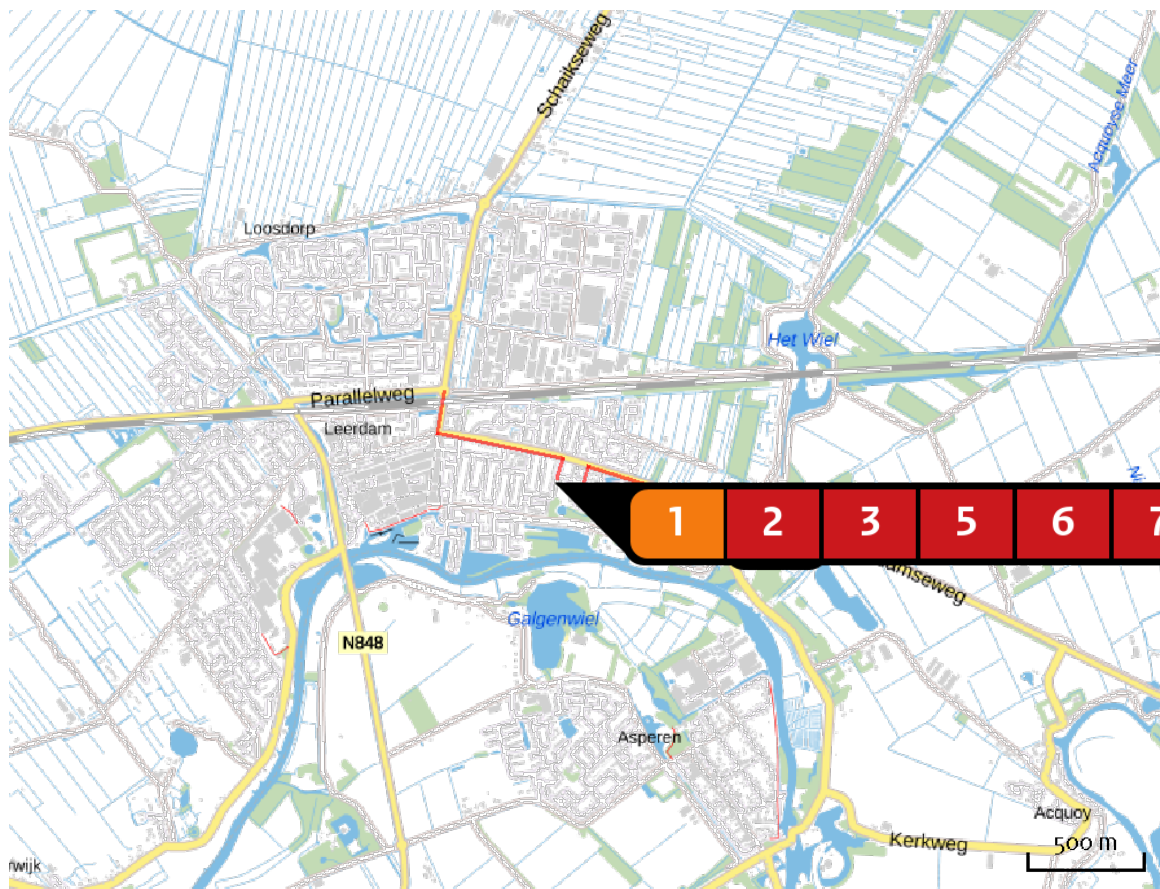 Schaikseweg
Acquoyse Meer
Loosdorp
Het Wiel
Parallelweg
Leerdam
1 2 3 5 6 7
Galgenwiel
N848
Asperen
Acquoy
Kerkweg
500 m